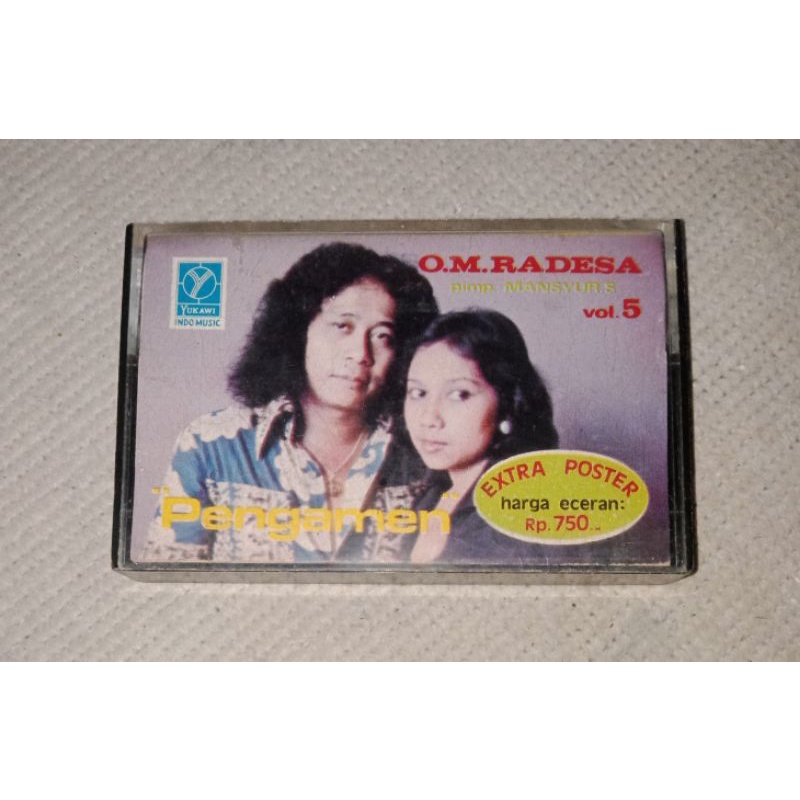 YUKAWI
INDO MUSIC
O.M. RADESA
pimp. MANSYUR S
vol. 5
"Pengamen"
EXTRA POSTER
harga eceran:
Rp. 750.-